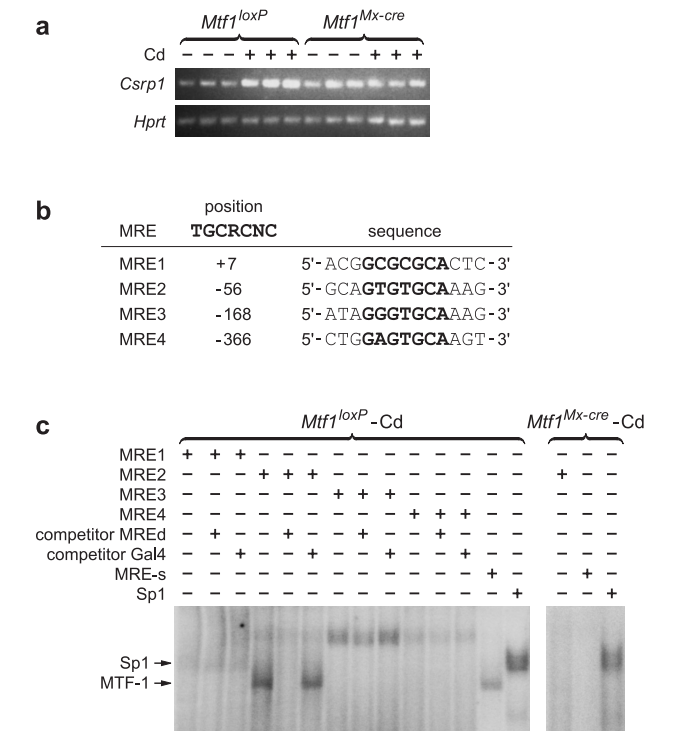 a
Mtf1loxP Mtf1Mx-cre
Cd − − − + + + − − − + + +
Csrp1
Hprt
b
position
MRE TGCRCNC sequence
MRE1 +7 5'-ACGGCGCGCACTC-3'
MRE2 -56 5'-GCAGTGTGCAAAG-3'
MRE3 -168 5'-ATAGGGTGCAAAG-3'
MRE4 -366 5'-CTGGAGTGCAAGT-3'
c
Mtf1loxP-Cd Mtf1Mx-cre-Cd
MRE1 + + + − − − − − − − − − − − − − −
MRE2 − − − + + + − − − − − − − − + − −
MRE3 − − − − − − + + + − − − − − − − −
MRE4 − − − − − − − − − + + + − − − − −
competitor MREd − + − − + − − + − − + − − − − − −
competitor Gal4 − − + − − + − − + − − + − − − − −
MRE-s − − − − − − − − − − − − + − − + −
Sp1 − − − − − − − − − − − − − + − − +
Sp1
MTF-1